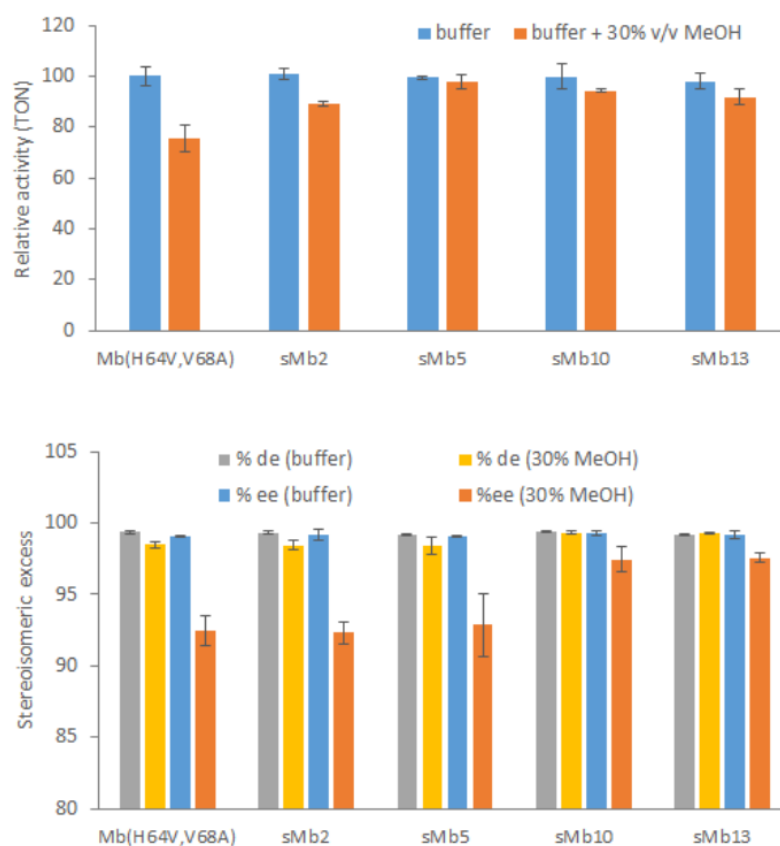 120
buffer
buffer + 30% v/v MeOH
100
80
60
40
20
0
Relative activity (TON)
Mb(H64V,V68A)
sMb2
sMb5
sMb10
sMb13
105
% de (buffer)
% de (30% MeOH)
% ee (buffer)
%ee (30% MeOH)
100
95
90
85
80
Stereoisomeric excess
Mb(H64V,V68A)
sMb2
sMb5
sMb10
sMb13